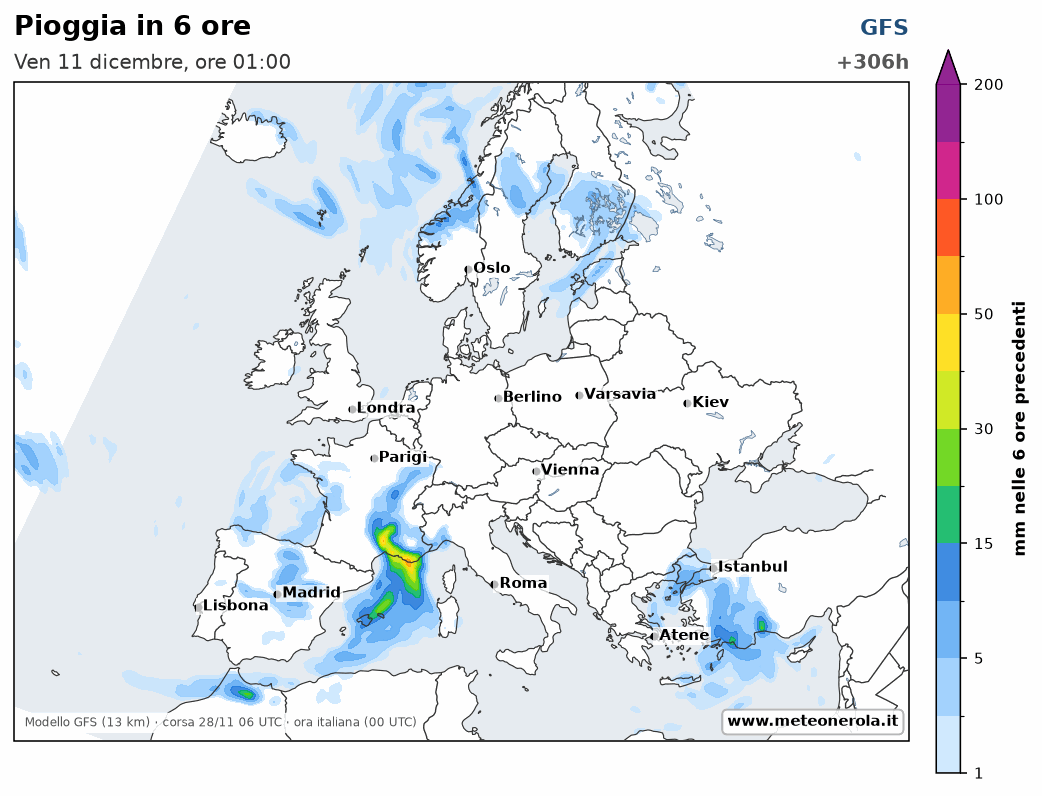 Pioggia in 6 ore
GFS
Ven 11 dicembre, ore 01:00
+306h
200
100
50
30
15
5
1
mm nelle 6 ore precedenti
Oslo
Berlino
Varsavia
Kiev
Londra
Parigi
Vienna
Istanbul
Roma
Madrid
Lisbona
Atene
Modello GFS (13 km) · corsa 28/11 06 UTC · ora italiana (00 UTC)
www.meteonerola.it